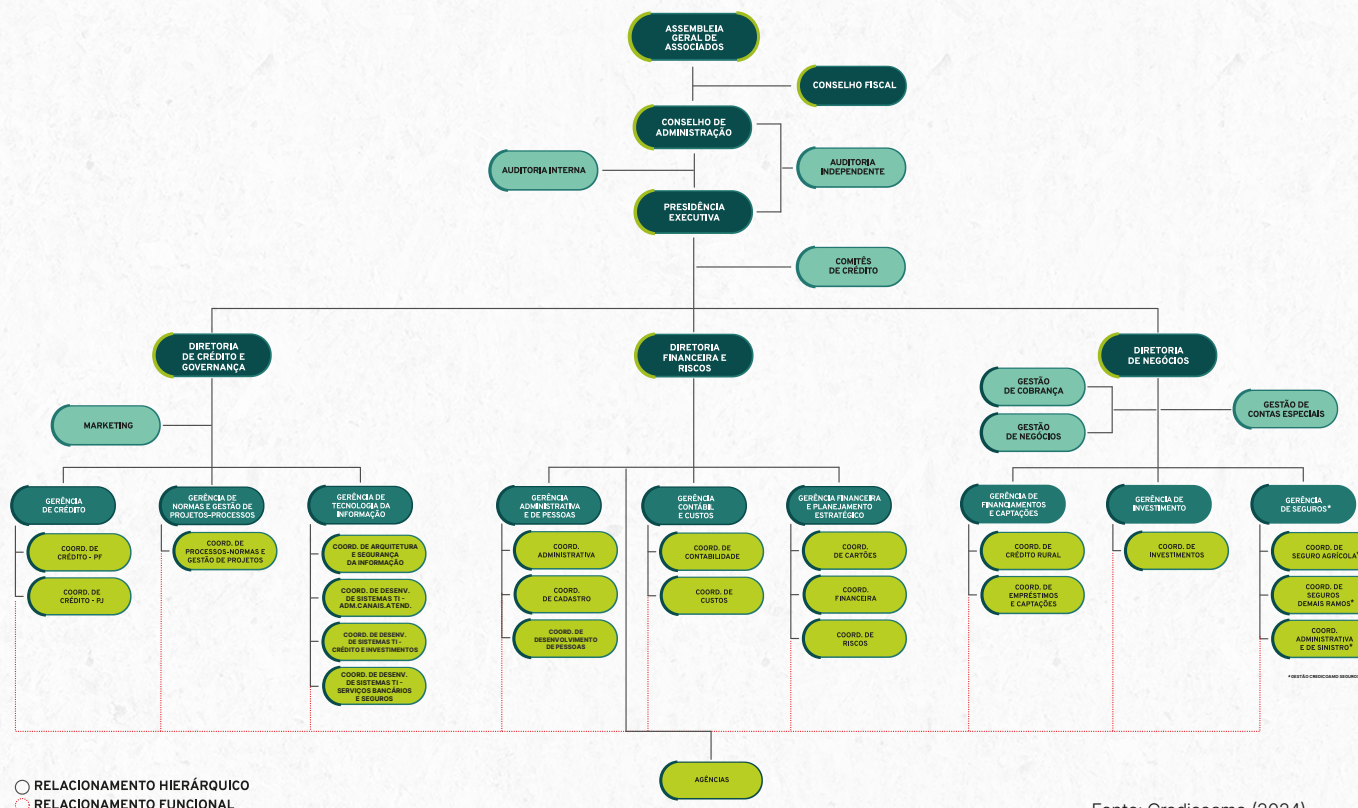 ASSEMBLEIA
GERAL DE
ASSOCIADOS
CONSELHO FISCAL
CONSELHO DE
ADMINISTRAÇÃO
AUDITORIA INTERNA
AUDITORIA
INDEPENDENTE
PRESIDÊNCIA
EXECUTIVA
COMITÊS
DE CRÉDITO
DIRETORIA
DE CRÉDITO E
GOVERNANÇA
DIRETORIA
FINANCEIRA E
RISCOS
DIRETORIA
DE NEGÓCIOS
GESTÃO
DE COBRANÇA
GESTÃO DE
CONTAS ESPECIAIS
MARKETING
GESTÃO
DE NEGÓCIOS
GERÊNCIA
DE CRÉDITO
GERÊNCIA DE
NORMAS E GESTÃO DE
PROJETOS-PROCESSOS
GERÊNCIA DE
TECNOLOGIA DA
INFORMAÇÃO
GERÊNCIA
ADMINISTRATIVA
E DE PESSOAS
GERÊNCIA
CONTÁBIL
E CUSTOS
GERÊNCIA FINANCEIRA
E PLANEJAMENTO
ESTRATÉGICO
GERÊNCIA DE
FINANCIAMENTOS
E CAPTAÇÕES
GERÊNCIA DE
INVESTIMENTO
GERÊNCIA
DE SEGUROS*
COORD. DE
CRÉDITO - PF
COORD. DE
CRÉDITO - PJ
COORD. DE
PROCESSOS-NORMAS E
GESTÃO DE PROJETOS
COORD. DE ARQUITETURA
E SEGURANÇA
DA INFORMAÇÃO
COORD. DE DESENV.
DE SISTEMAS TI -
ADM.CANAIS.ATEND.
COORD. DE DESENV.
DE SISTEMAS TI -
CRÉDITO E INVESTIMENTOS
COORD. DE DESENV.
DE SISTEMAS TI -
SERVIÇOS BANCÁRIOS
E SEGUROS
COORD.
ADMINISTRATIVA
COORD.
DE CADASTRO
COORD. DE
DESENVOLVIMENTO
DE PESSOAS
COORD.
DE CONTABILIDADE
COORD. DE
CUSTOS
COORD.
DE CARTÕES
COORD.
FINANCEIRA
COORD. DE
RISCOS
COORD. DE
CRÉDITO RURAL
COORD. DE
EMPRÉSTIMOS
E CAPTAÇÕES
COORD. DE
INVESTIMENTOS
COORD. DE
SEGURO AGRÍCOLA*
COORD. DE
SEGUROS
DEMAIS RAMOS*
COORD.
ADMINISTRATIVA
E DE SINISTRO*
*GESTÃO CREDICOAMO SEGUROS
AGÊNCIAS
RELACIONAMENTO HIERÁRQUICO
RELACIONAMENTO FUNCIONAL
Fonte: Credicoamo (2024)